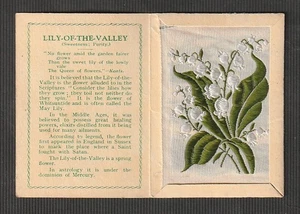 LILY-OF-THE-VALLEY
(Sweetness; Purity.)
"No flower amid the garden fairer
grows
Than the sweet lily of the lowly
vale
The queen of flowers."—Keats.
It is believed that the Lily-of-the-
Valley is the flower alluded to in the
Scriptures "Consider the lilies how
they grow; they toil not neither do
they spin." It is the flower of
Whitsuntide and is often called the
May Lily.
In the Middle Ages, it was
believed to possess great healing
powers, distilled from it being
used for many ailments.
According to legend, the flower
first appeared in England in Sussex
to mark the place where a Saint
fought with Satan.
The Lily-of-the-Valley is a spring
flower.
In astrology it is under the
dominion of Mercury.